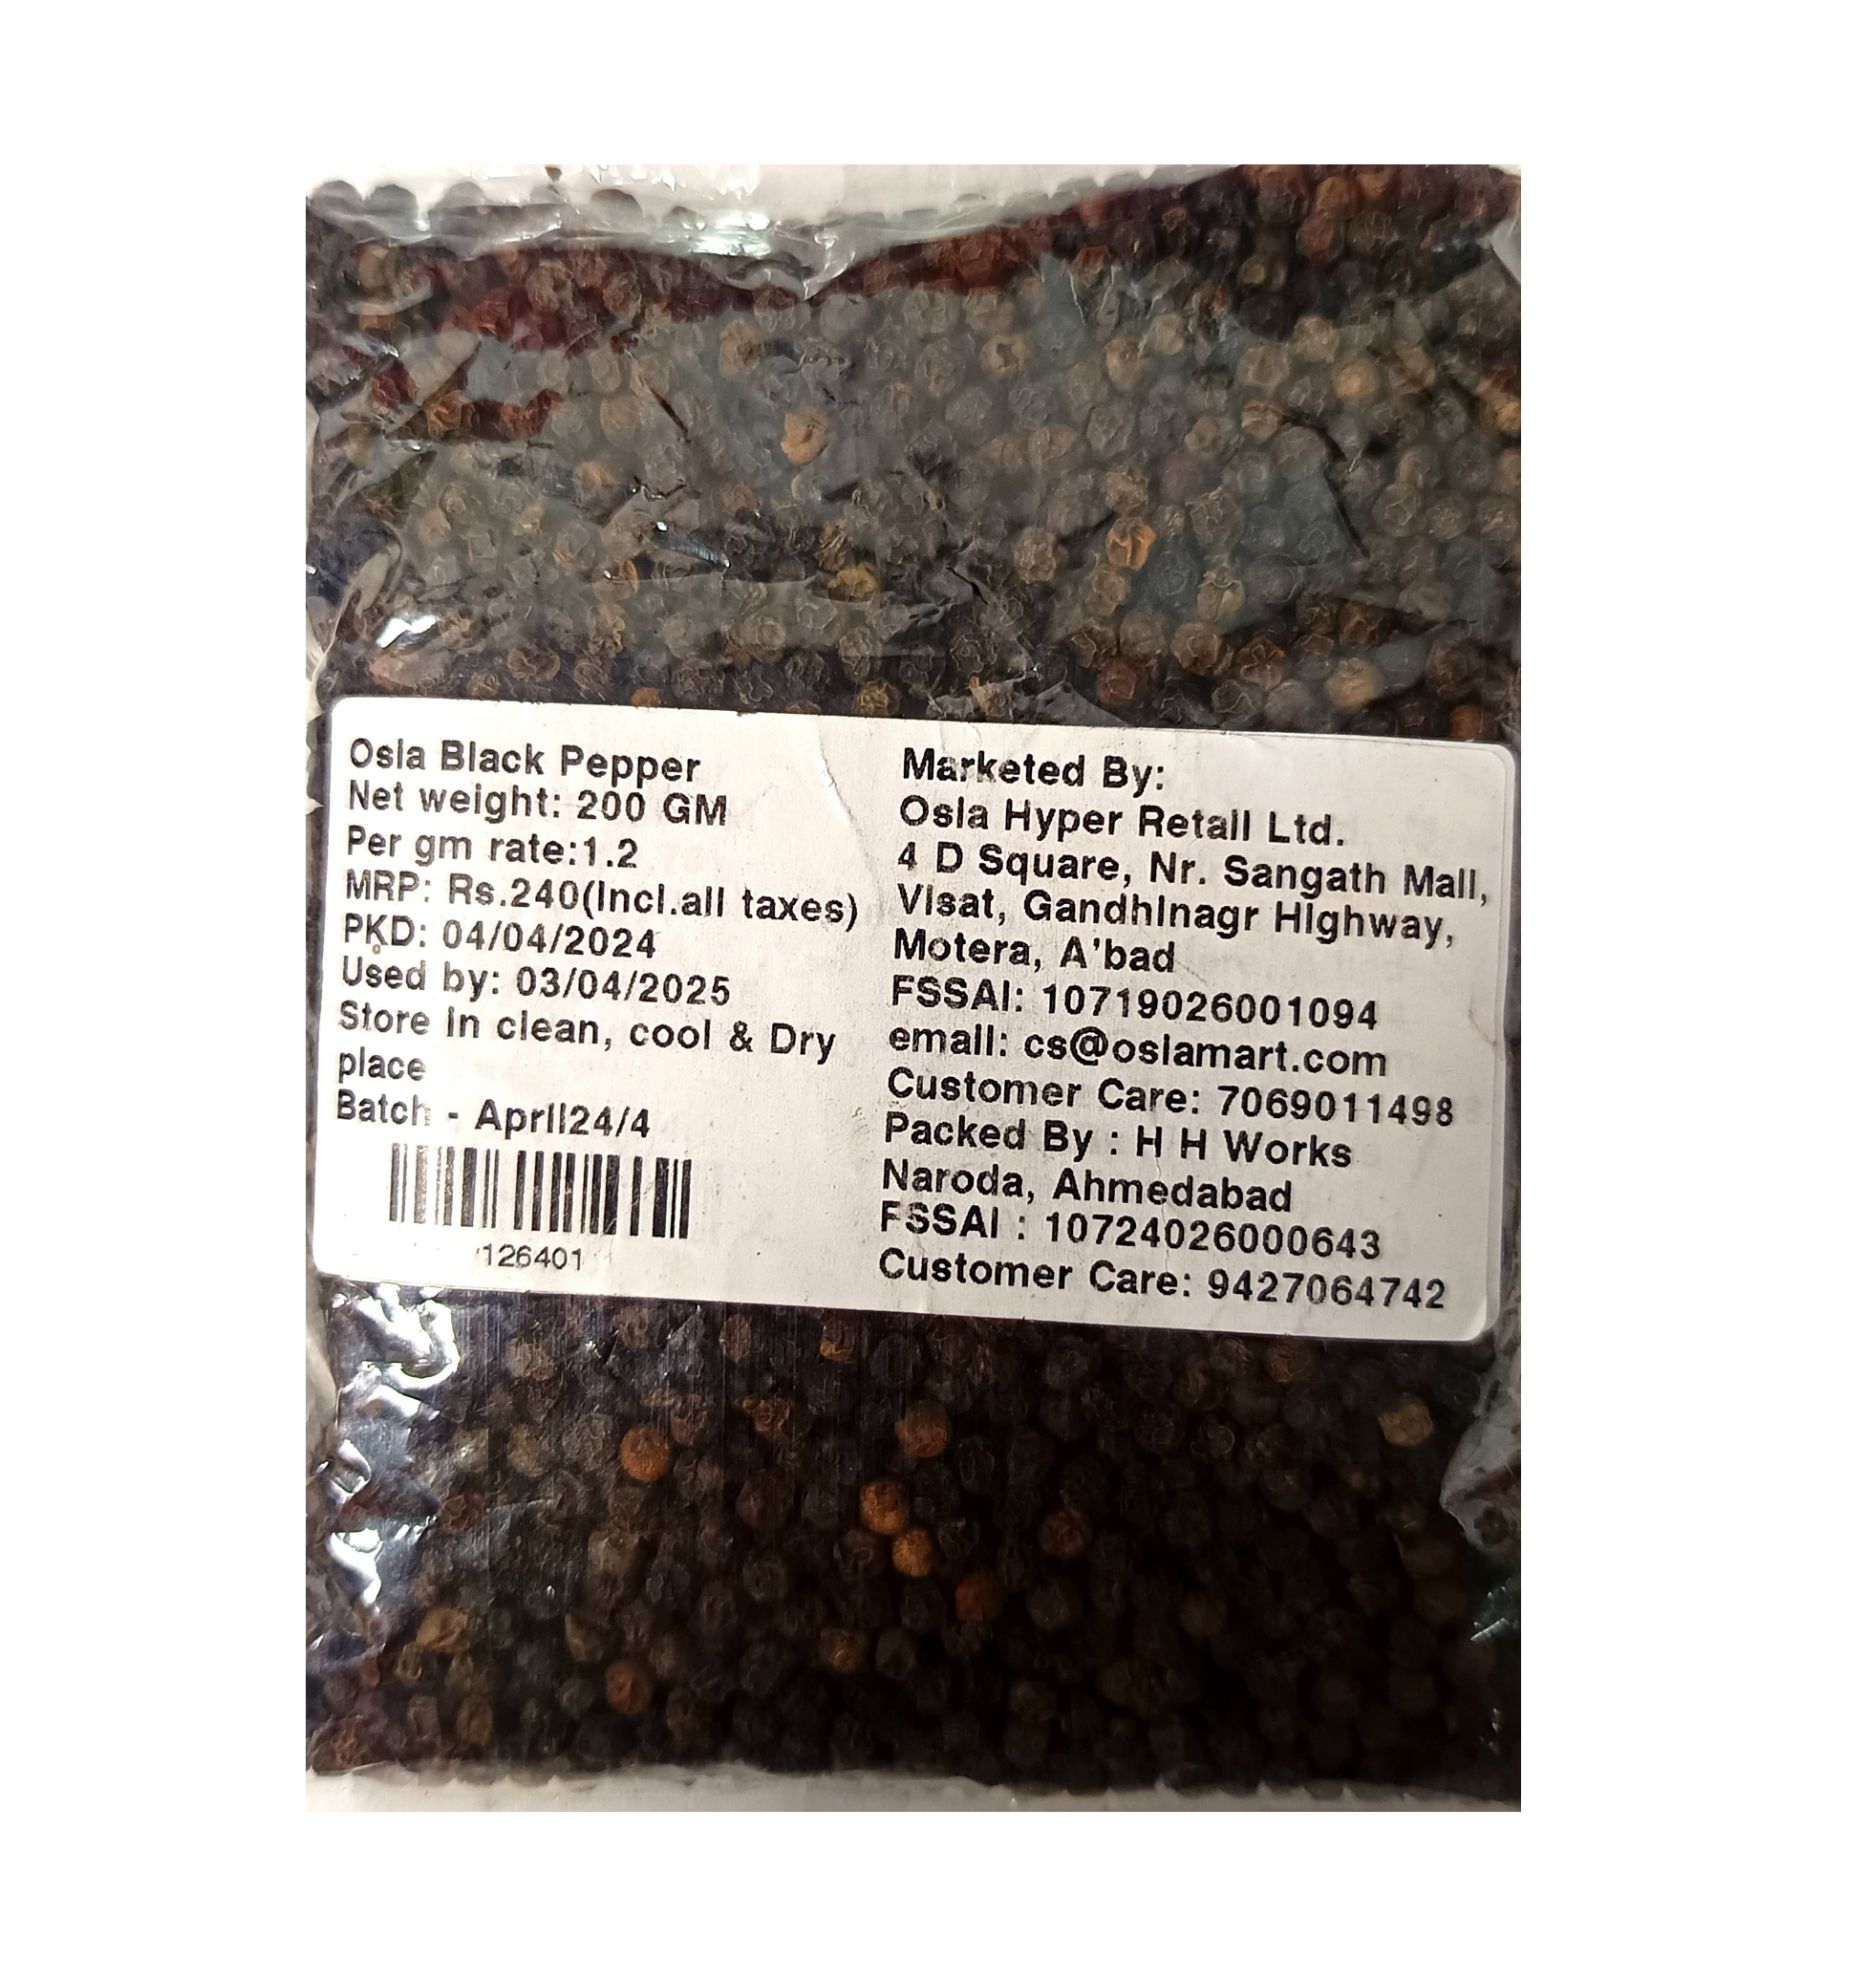 Osia Black Pepper
Net weight: 200 GM
Per gm rate:1.2
MRP: Rs.240(Incl.all taxes)
PKD: 04/04/2024
Used by: 03/04/2025
Store in clean, cool & Dry
place
Batch - April24/4
126401
Marketed By:
Osia Hyper Retail Ltd.
4 D Square, Nr. Sangath Mall,
Visat, Gandhinagr Highway,
Motera, A'bad
FSSAI: 10719026001094
email: cs@osiamart.com
Customer Care: 7069011498
Packed By : H H Works
Naroda, Ahmedabad
FSSAI : 10724026000643
Customer Care: 9427064742